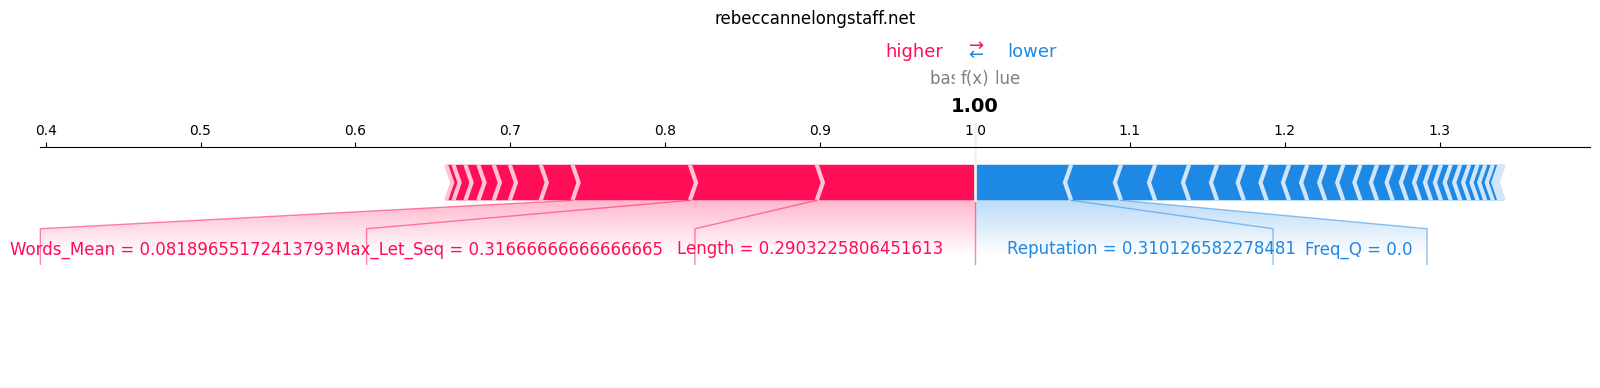 rebeccannelongstaff.net
higher ⇄ lower
bas f(x) lue
1.00
0.4 0.5 0.6 0.7 0.8 0.9 1.0 1.1 1.2 1.3
Words_Mean = 0.08189655172413793 Max_Let_Seq = 0.31666666666666665 Length = 0.2903225806451613 Reputation = 0.310126582278481 Freq_Q = 0.0